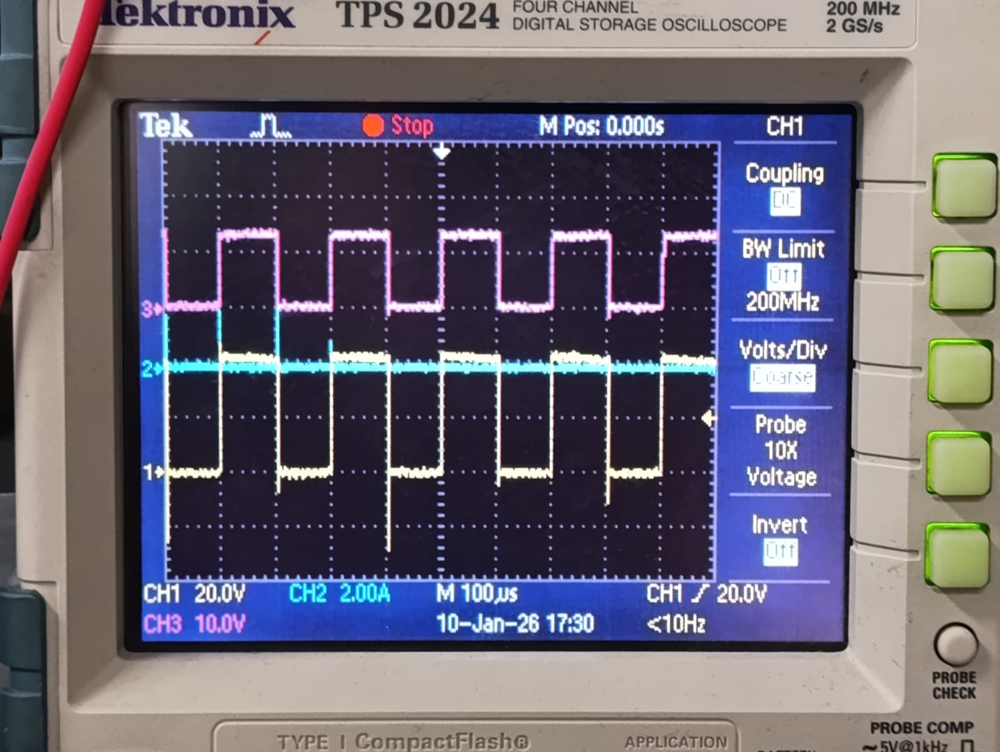 Tektronix TPS 2024 FOUR CHANNEL 200 MHz
DIGITAL STORAGE OSCILLOSCOPE 2 GS/s
Tek Stop M Pos: 0.000s CH1
Coupling
DC
BW Limit
Off
200MHz
Volts/Div
Coarse
Probe
10X
Voltage
Invert
Off
3
2
1
CH1 20.0V CH2 2.00A M 100µs CH1 20.0V
CH3 10.0V 10-Jan-26 17:30 <10Hz
PROBE
CHECK
PROBE COMP
~5V@1kHz
TYPE I CompactFlash® APPLICATION